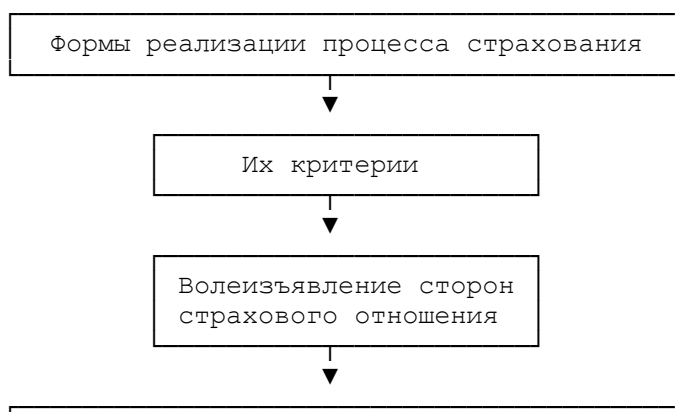 Формы реализации процесса страхования
Их критерии
Волеизъявление сторон
страхового отношения